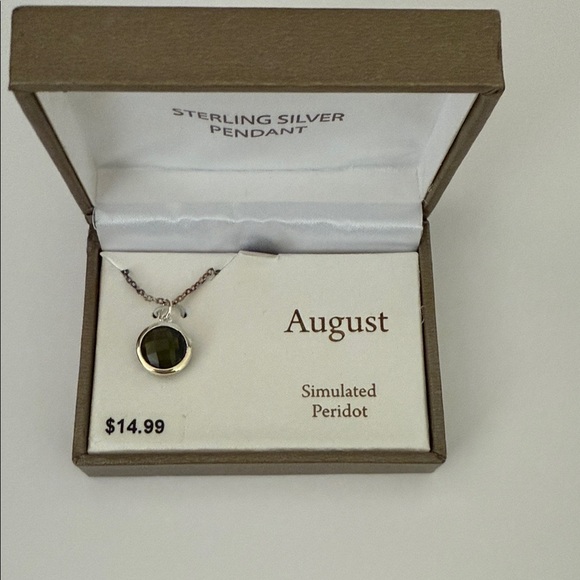 STERLING SILVER
PENDANT
August
Simulated
Peridot
$14.99